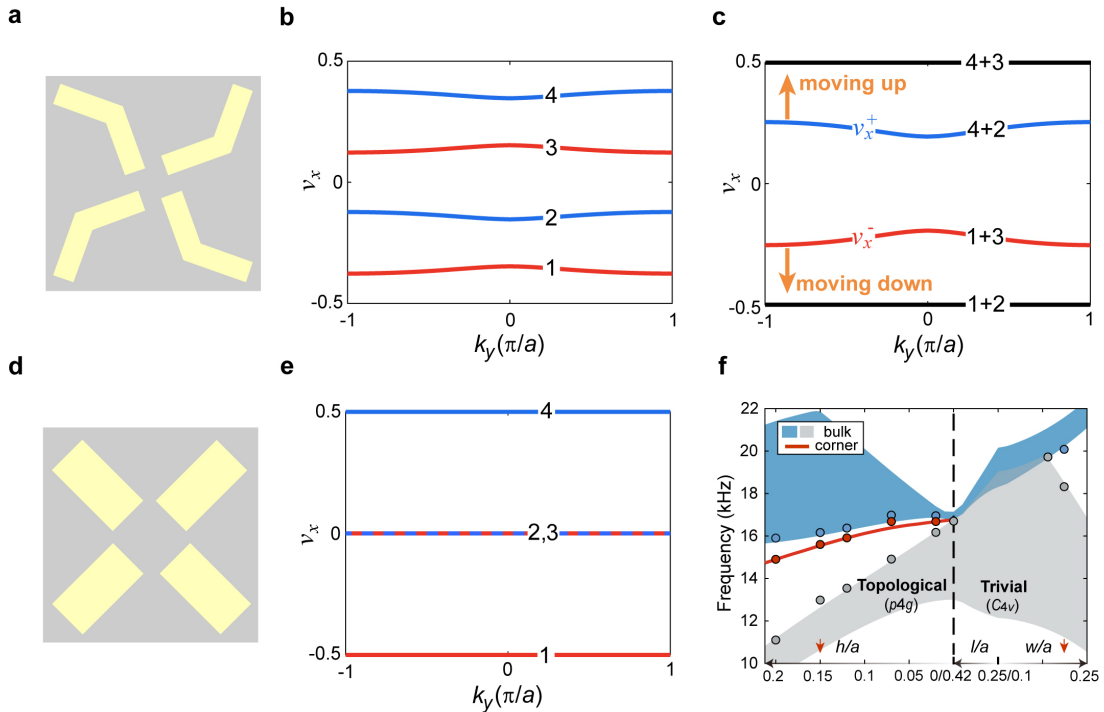 a
b
0.5
0
-0.5
ν_x
4
3
2
1
-1
0
1
k_y(π/a)
c
0.5
0
-0.5
ν_x
4+3
moving up
ν_x^+
4+2
ν_x^-
1+3
moving down
1+2
-1
0
1
k_y(π/a)
d
e
0.5
0
-0.5
ν_x
4
2,3
1
-1
0
1
k_y(π/a)
f
22
20
18
16
14
12
10
Frequency (kHz)
bulk
corner
Topological
(p4g)
Trivial
(C_4v)
h/a
l/a
w/a
0.2
0.15
0.1
0.05
0/0.42
0.25/0.1
0.25